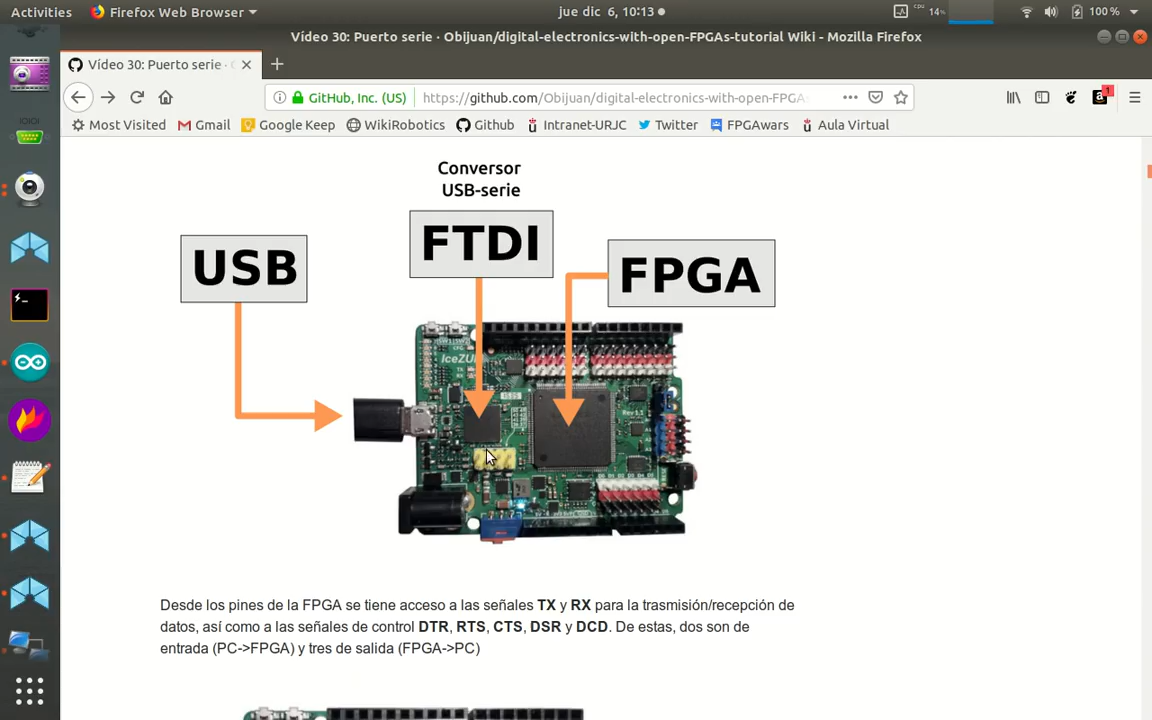 Activities
Firefox Web Browser
jue dic 6, 10:13
cpu
14%
100 %
Vídeo 30: Puerto serie · Obijuan/digital-electronics-with-open-FPGAs-tutorial Wiki - Mozilla Firefox
Vídeo 30: Puerto serie ·
GitHub, Inc. (US)
https://github.com/Obijuan/digital-electronics-with-open-FPGA
1
Most Visited
Gmail
Google Keep
WikiRobotics
Github
Intranet-URJC
Twitter
FPGAwars
Aula Virtual
Conversor
USB-serie
FTDI
USB
FPGA
Desde los pines de la FPGA se tiene acceso a las señales TX y RX para la trasmisión/recepción de
datos, así como a las señales de control DTR, RTS, CTS, DSR y DCD. De estas, dos son de
entrada (PC->FPGA) y tres de salida (FPGA->PC)